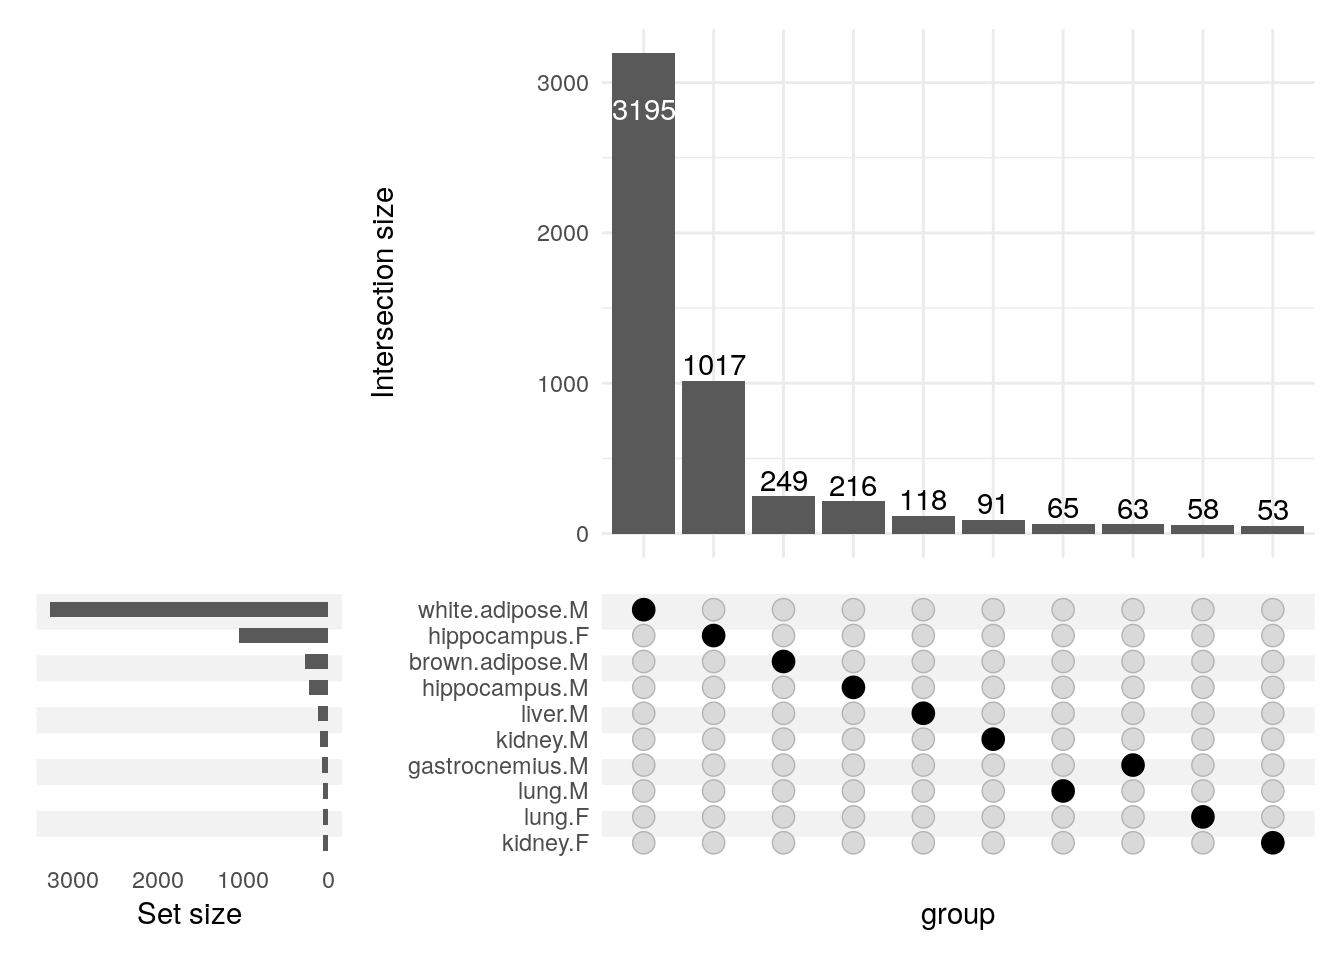 3000
2000
1000
0
Intersection size
3195
1017
249
216
118
91
65
63
58
53
white.adipose.M
hippocampus.F
brown.adipose.M
hippocampus.M
liver.M
kidney.M
gastrocnemius.M
lung.M
lung.F
kidney.F
3000 2000 1000 0
Set size
group